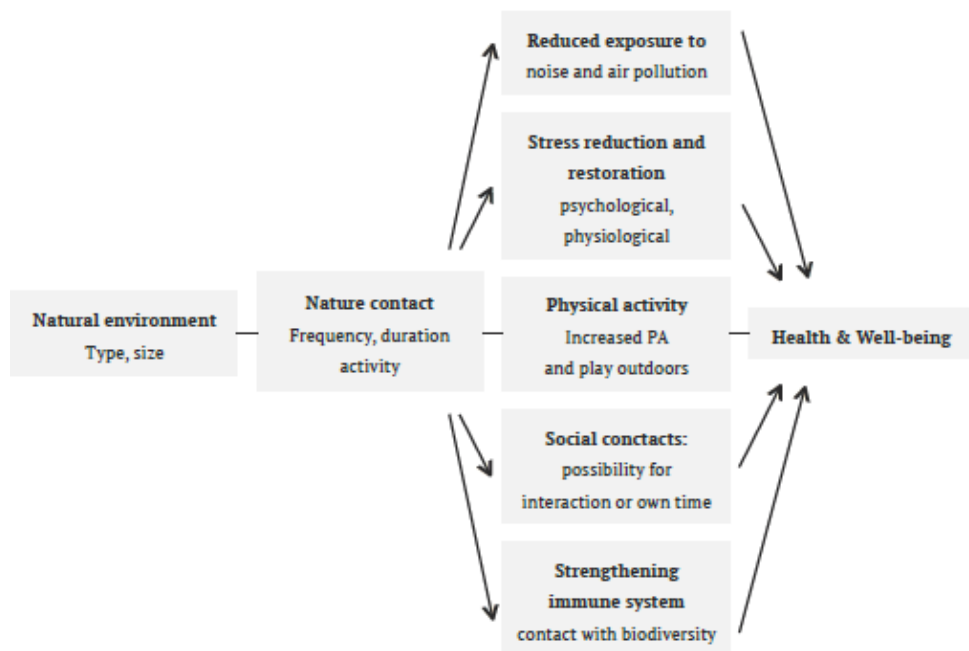 Natural environment
Type, size
Nature contact
Frequency, duration
activity
Reduced exposure to
noise and air pollution
Stress reduction and
restoration
psychological,
physiological
Physical activity
Increased PA
and play outdoors
Social conctacts:
possibility for
interaction or own time
Strengthening
immune system
contact with biodiversity
Health & Well-being